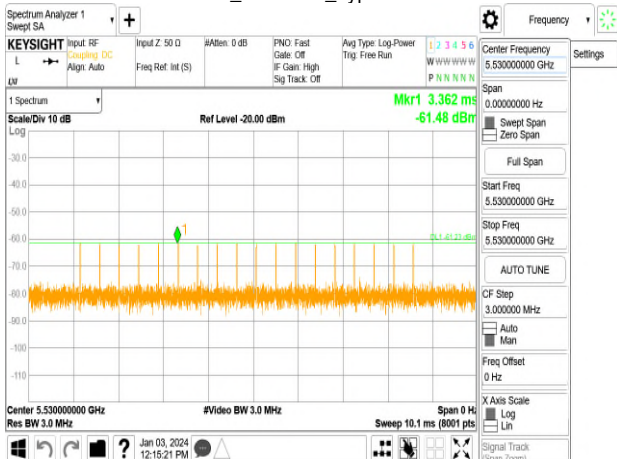 Spectrum Analyzer 1
Swept SA
+
Frequency
KEYSIGHT
Input: RF
Coupling: DC
Align: Auto
Input Z: 50 Ω
Freq Ref: Int (S)
#Atten: 0 dB
PNO: Fast
Gate: Off
IF Gain: High
Sig Track: Off
Avg Type: Log-Power
Trig: Free Run
1 2 3 4 5 6
W W W W W W
P N N N N N
L
1 Spectrum
Mkr1 3.362 ms
Scale/Div 10 dB
Ref Level -20.00 dBm
-61.48 dBm
Log
-30.0
-40.0
-50.0
-60.0
-70.0
-80.0
-90.0
-100
-110
1
Center 5.530000000 GHz
#Video BW 3.0 MHz
Span 0 Hz
Res BW 3.0 MHz
Sweep 10.1 ms (8001 pts)
?
Jan 03, 2024
12:15:21 PM
Center Frequency
5.530000000 GHz
Settings
Span
0.00000000 Hz
Swept Span
Zero Span
Full Span
Start Freq
5.530000000 GHz
Stop Freq
5.530000000 GHz
AUTO TUNE
CF Step
3.000000 MHz
Auto
Man
Freq Offset
0 Hz
X Axis Scale
Log
Lin
Signal Track
(Span Zoom)